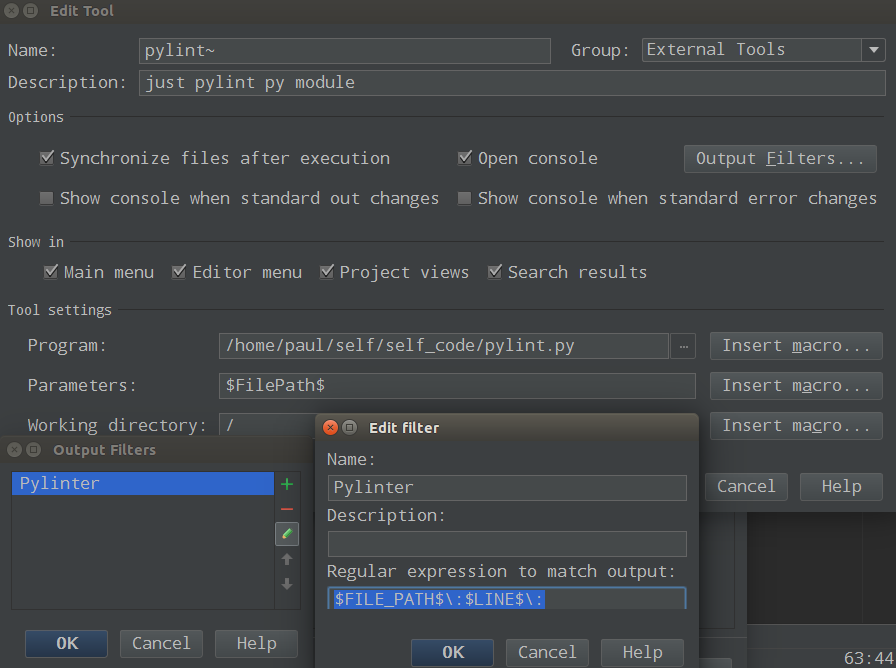 Edit Tool
Name: pylint~ Group: External Tools
Description: just pylint py module
Options
Synchronize files after execution Open console Output Filters...
Show console when standard out changes Show console when standard error changes
Show in
Main menu Editor menu Project views Search results
Tool settings
Program: /home/paul/self/self_code/pylint.py ... Insert macro...
Parameters: $FilePath$ Insert macro...
Working directory: / Insert macro...
Cancel Help
Output Filters
Pylinter
OK Cancel Help
Edit filter
Name:
Pylinter
Description:
Regular expression to match output:
$FILE_PATH$\:$LINE$\:
OK Cancel Help
63:44